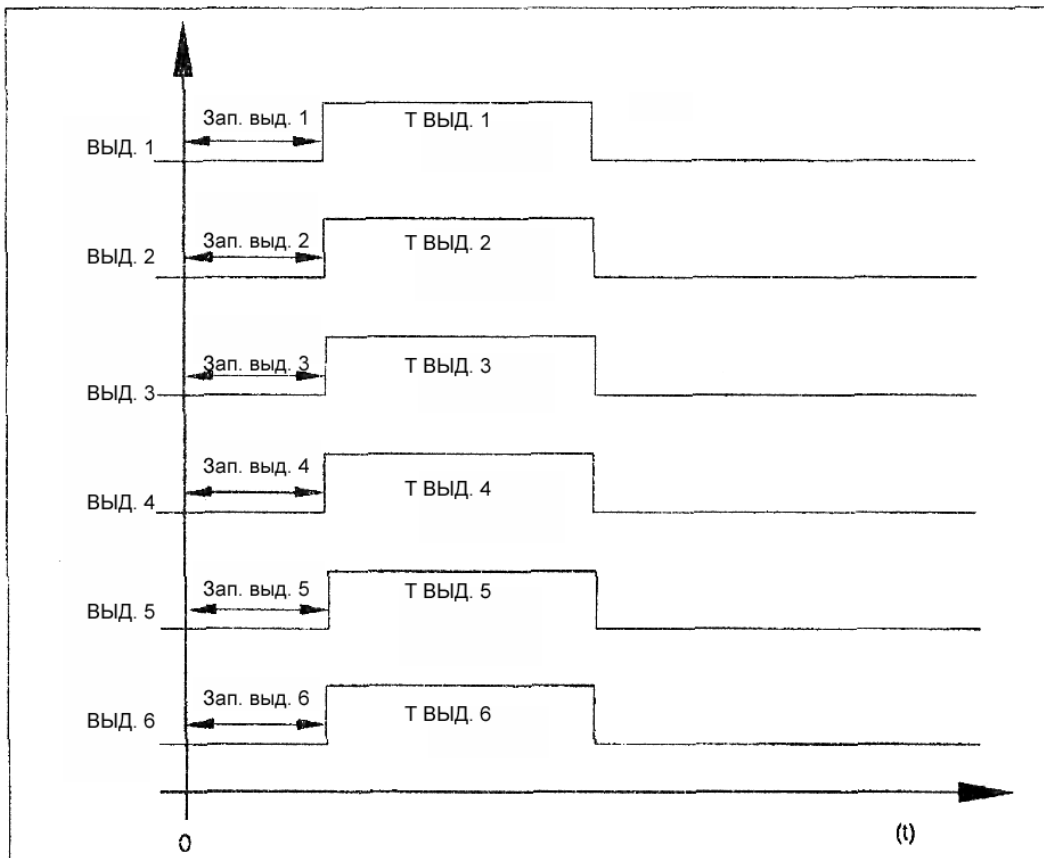 Зап. выд. 1
Т ВЫД. 1
ВЫД. 1
Зап. выд. 2
Т ВЫД. 2
ВЫД. 2
Зап. выд. 3
Т ВЫД. 3
ВЫД. 3
Зап. выд. 4
Т ВЫД. 4
ВЫД. 4
Зап. выд. 5
Т ВЫД. 5
ВЫД. 5
Зап. выд. 6
Т ВЫД. 6
ВЫД. 6
0
(t)